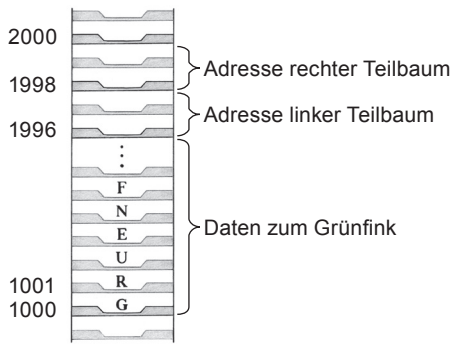 2000
Adresse rechter Teilbaum
1998
Adresse linker Teilbaum
1996
⋮
F
N
E
Daten zum Grünfink
U
1001 R
1000 G